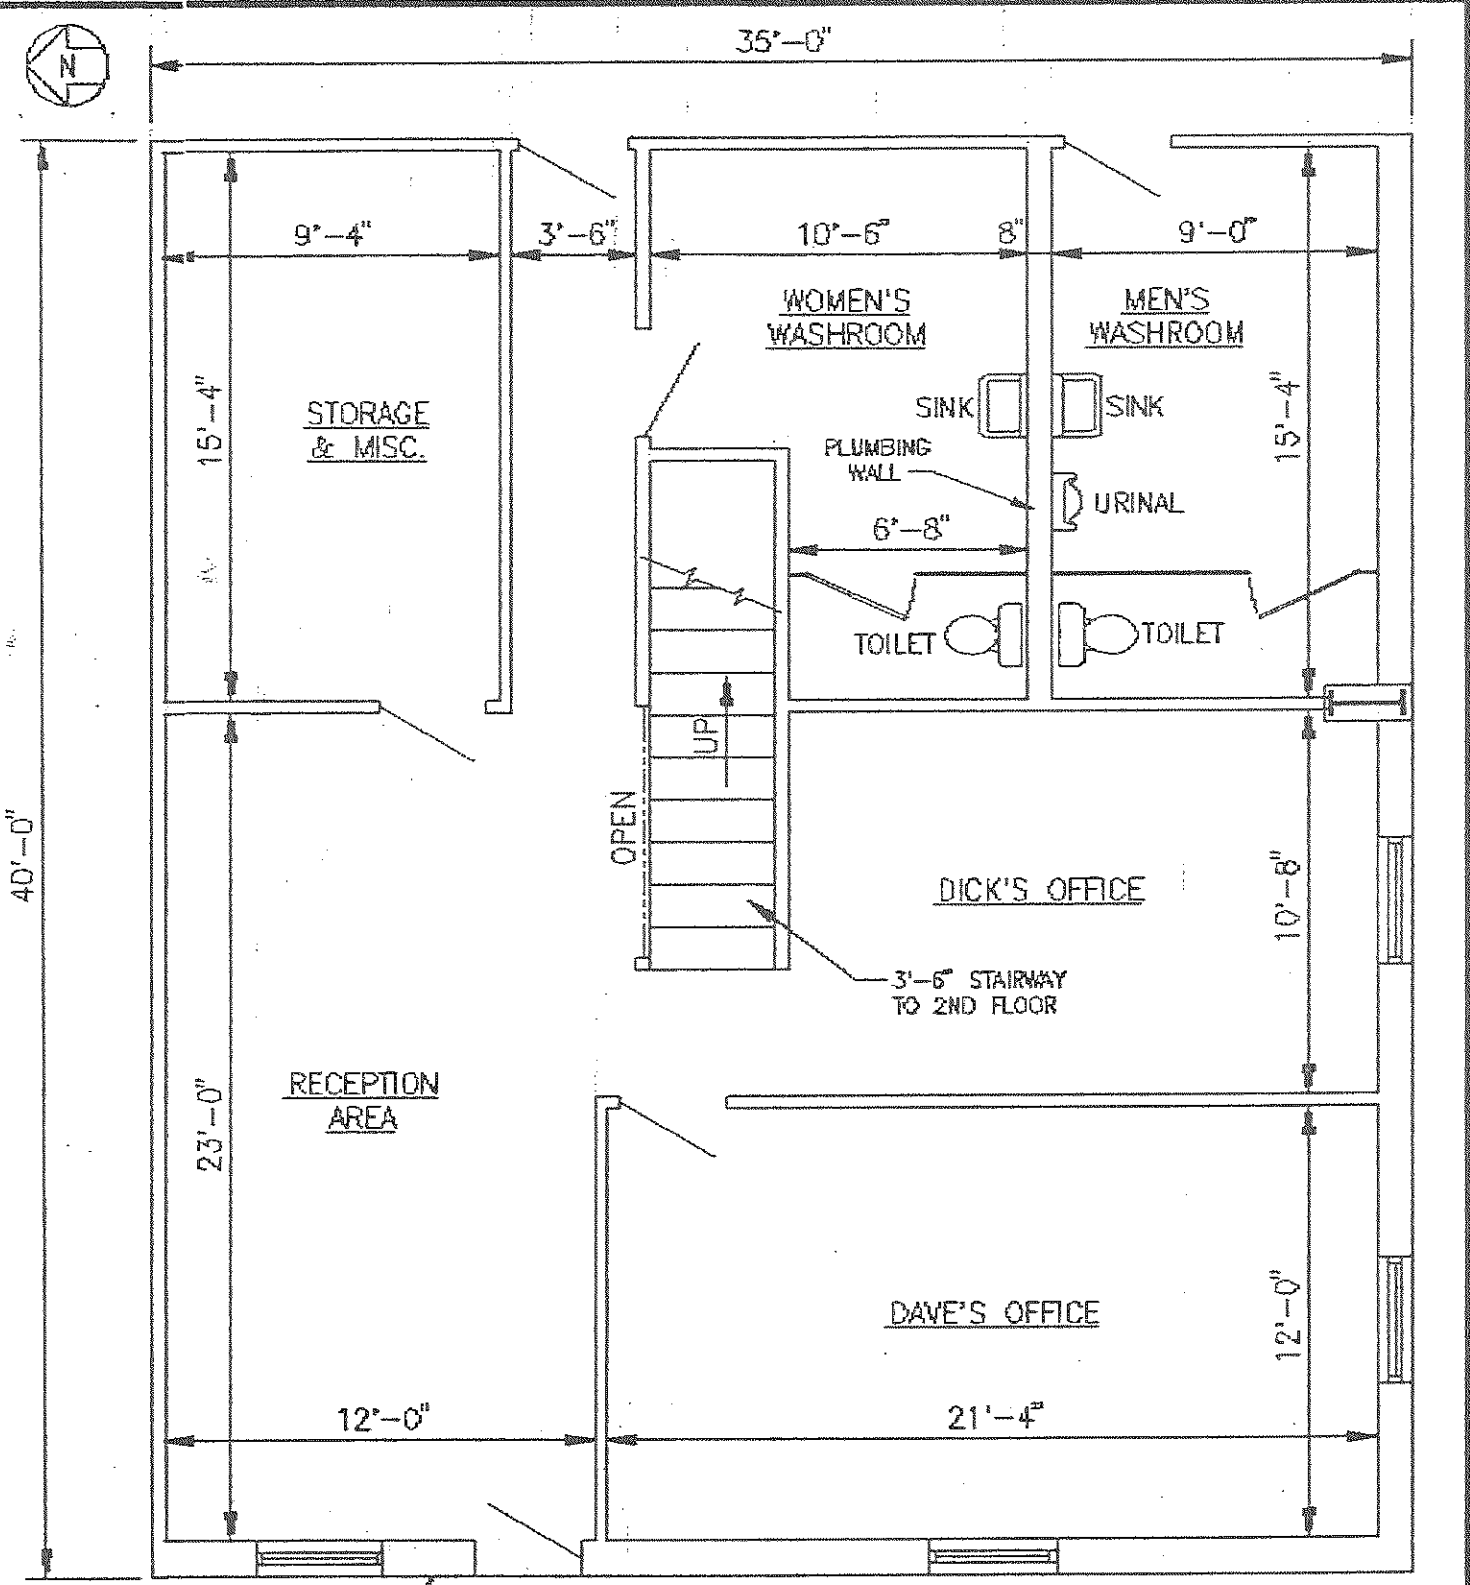 N
35'-0"
9'-4"
3'-6"
10'-6"
8"
9'-0"
WOMEN'S
WASHROOM
MEN'S
WASHROOM
15'-4"
STORAGE
& MISC.
SINK
SINK
15'-4"
PLUMBING
WALL
URINAL
6'-8"
TOILET
TOILET
UP
40'-0"
OPEN
DICK'S OFFICE
10'-8"
3'-6" STAIRWAY
TO 2ND FLOOR
RECEPTION
AREA
23'-0"
DAVE'S OFFICE
12'-0"
12'-0"
21'-4"